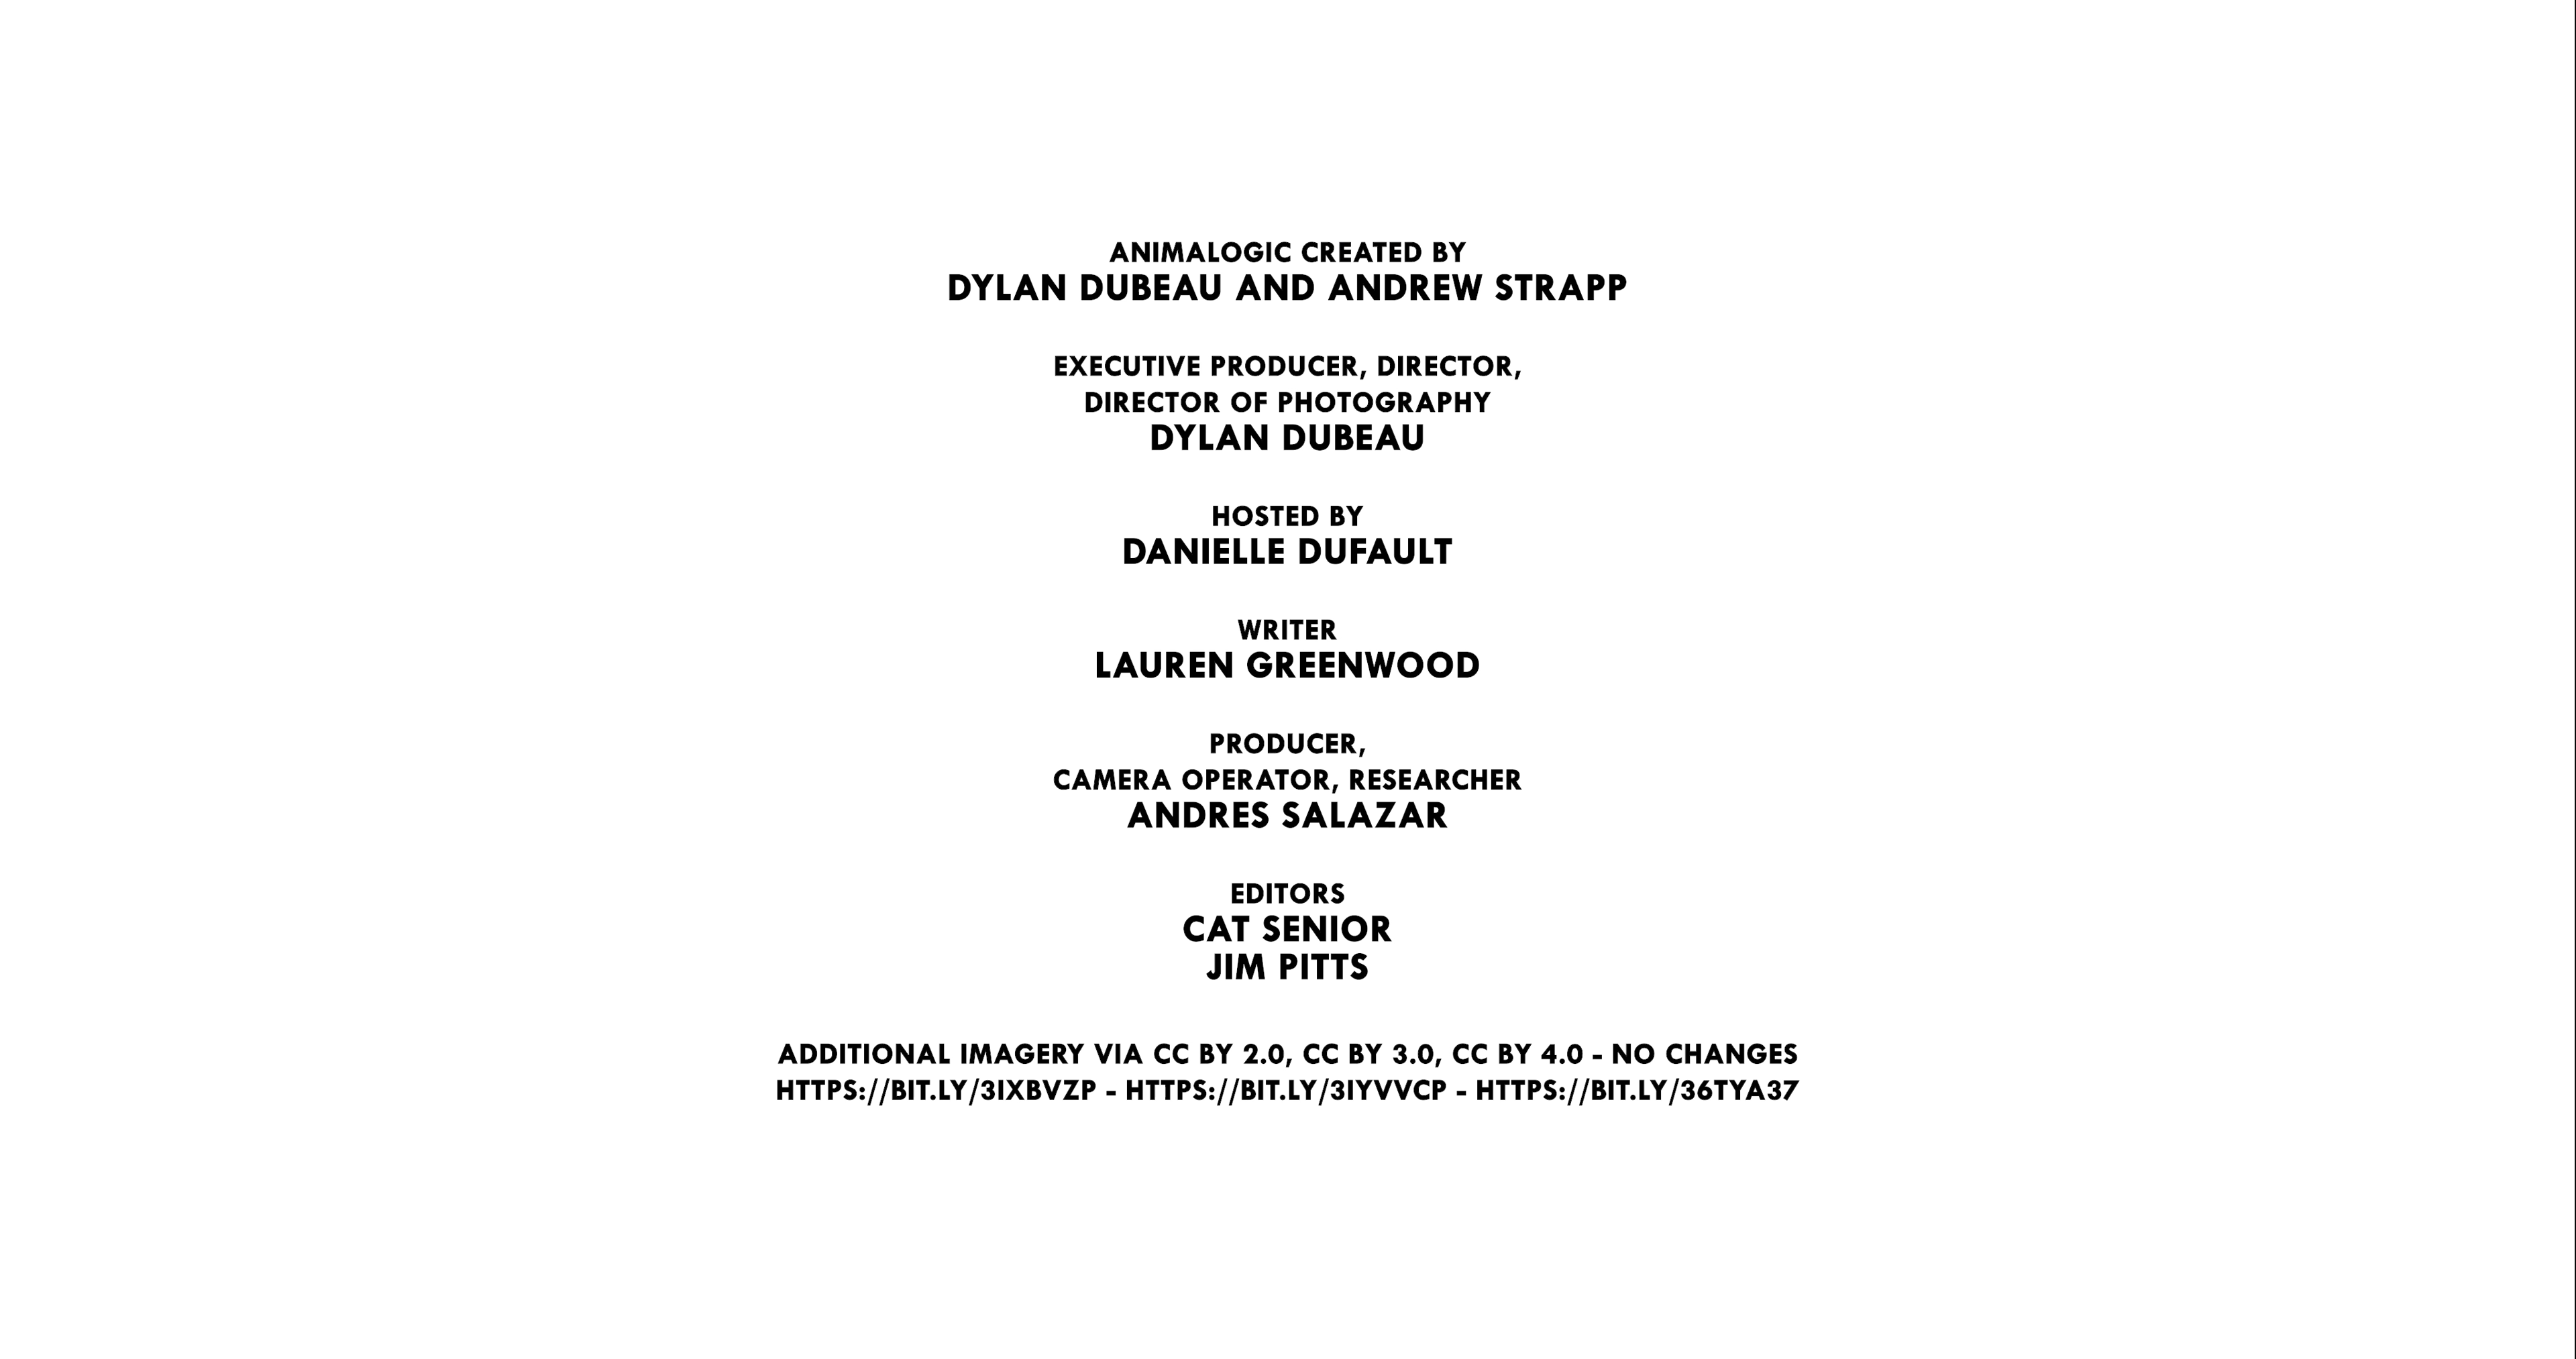 ANIMALOGIC CREATED BY
DYLAN DUBEAU AND ANDREW STRAPP
EXECUTIVE PRODUCER, DIRECTOR,
DIRECTOR OF PHOTOGRAPHY
DYLAN DUBEAU
HOSTED BY
DANIELLE DUFAULT
WRITER
LAUREN GREENWOOD
PRODUCER,
CAMERA OPERATOR, RESEARCHER
ANDRES SALAZAR
EDITORS
CAT SENIOR
JIM PITTS
ADDITIONAL IMAGERY VIA CC BY 2.0, CC BY 3.0, CC BY 4.0 - NO CHANGES
HTTPS://BIT.LY/3IXBVZP - HTTPS://BIT.LY/3IYVVCP - HTTPS://BIT.LY/36TYA37